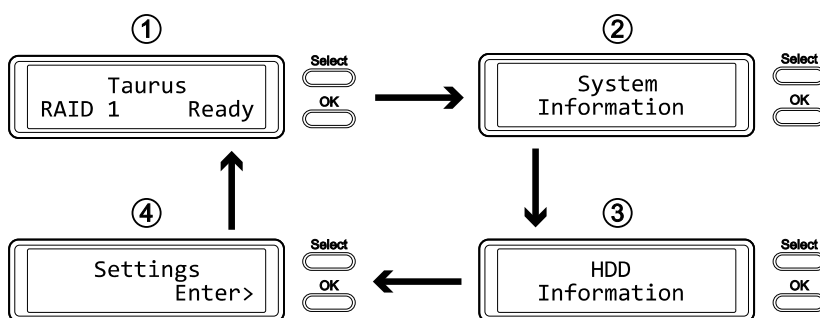 ①
Taurus
RAID 1 Ready
Select
OK
②
System
Information
Select
OK
③
HDD
Information
Select
OK
④
Settings
Enter>
Select
OK